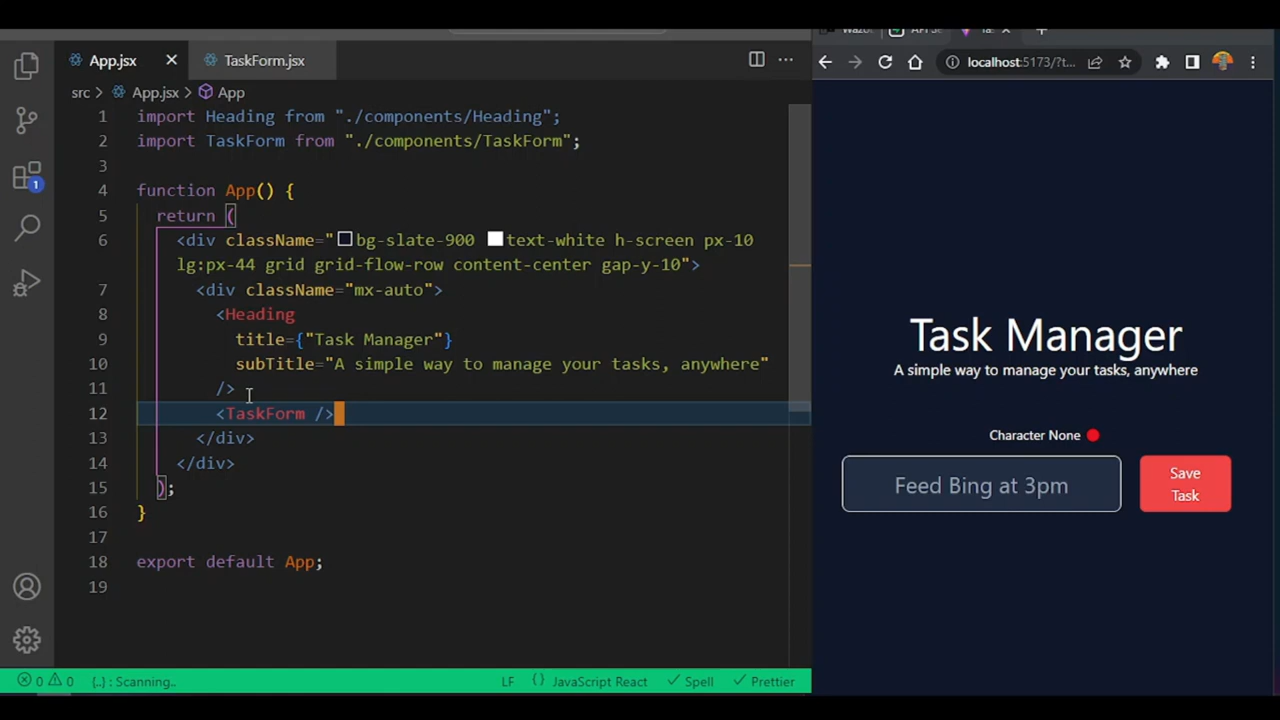 App.jsx
TaskForm.jsx
src > App.jsx > App
1 import Heading from "./components/Heading";
2 import TaskForm from "./components/TaskForm";
3
4 function App() {
5 return (
6 <div className="bg-slate-900 text-white h-screen px-10
lg:px-44 grid grid-flow-row content-center gap-y-10">
7 <div className="mx-auto">
8 <Heading
9 title={"Task Manager"}
10 subTitle="A simple way to manage your tasks, anywhere"
11 />
12 <TaskForm />
13 </div>
14 </div>
15 );
16 }
17
18 export default App;
19
1
0 0 {..} : Scanning.. LF {} JavaScript React Spell Prettier
localhost:5173/?t...
Task Manager
A simple way to manage your tasks, anywhere
Character None
Feed Bing at 3pm
Save
Task